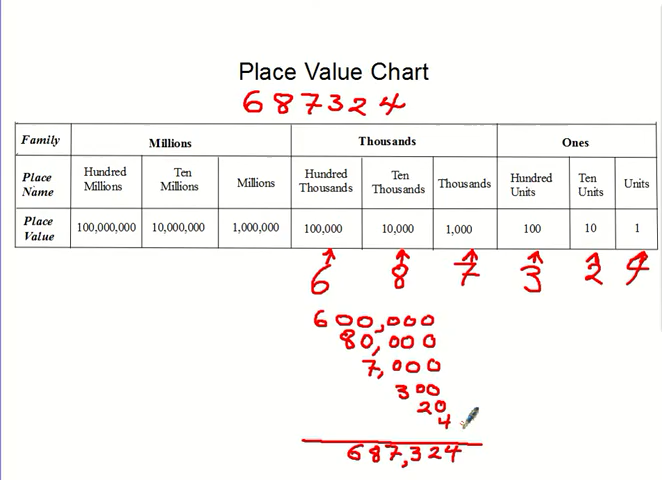 Place Value Chart
687324
Family Millions Thousands Ones
Place Name Hundred Millions Ten Millions Millions Hundred Thousands Ten Thousands Thousands Hundred Units Ten Units Units
Place Value 100,000,000 10,000,000 1,000,000 100,000 10,000 1,000 100 10 1
6 8 7 3 2 4
600,000
80,000
7,000
300
20
4
687,324